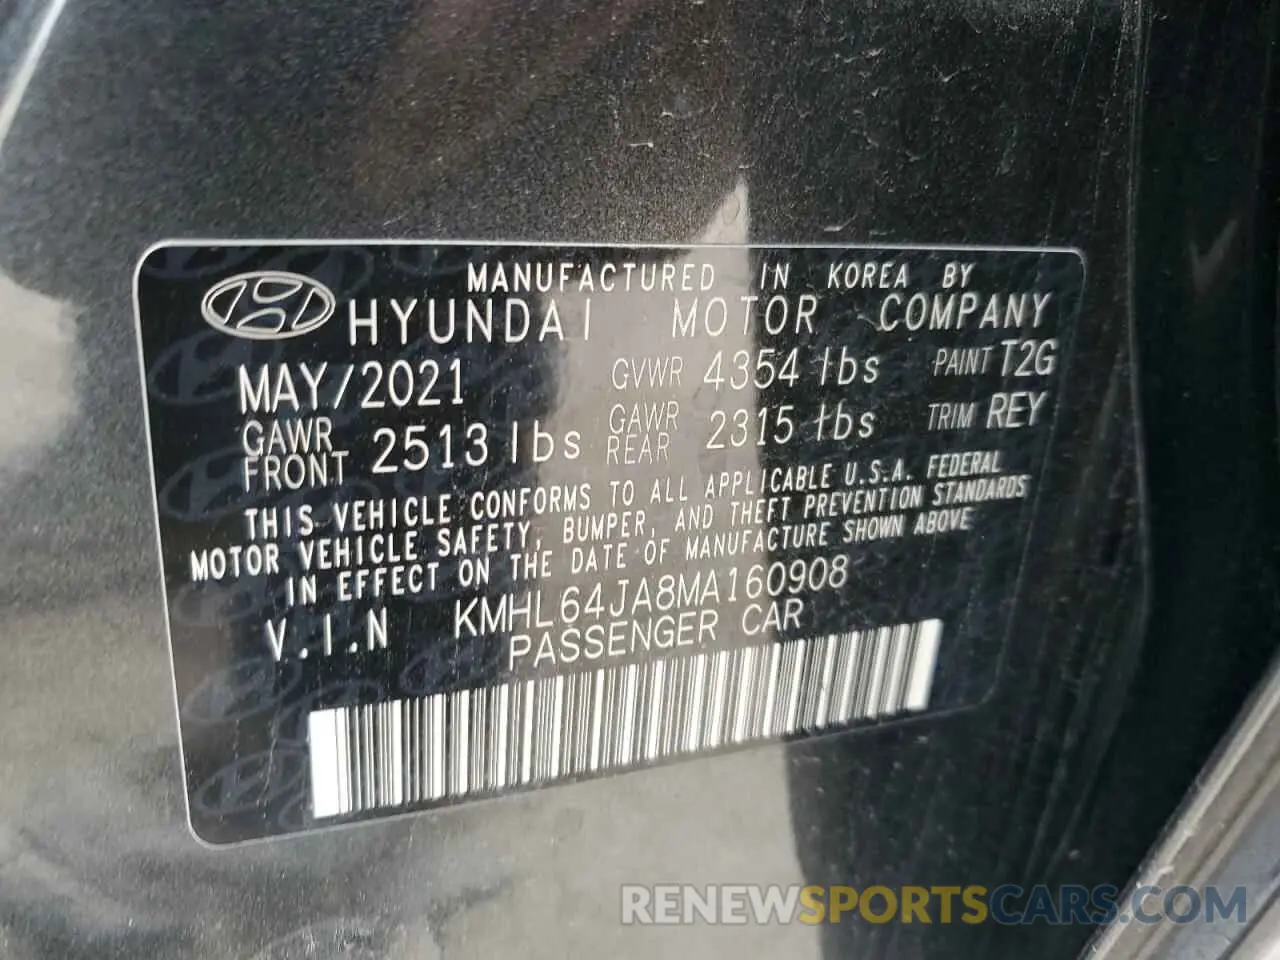 MANUFACTURED IN KOREA BY
HYUNDAI MOTOR COMPANY
MAY/2021 GVWR 4354 lbs PAINT T2G
GAWR FRONT 2513 lbs GAWR REAR 2315 lbs TRIM REY
THIS VEHICLE CONFORMS TO ALL APPLICABLE U.S.A. FEDERAL
MOTOR VEHICLE SAFETY, BUMPER, AND THEFT PREVENTION STANDARDS
IN EFFECT ON THE DATE OF MANUFACTURE SHOWN ABOVE
V.I.N KMHL64JA8MA160908
PASSENGER CAR
RENEWSPORTSCARS.COM